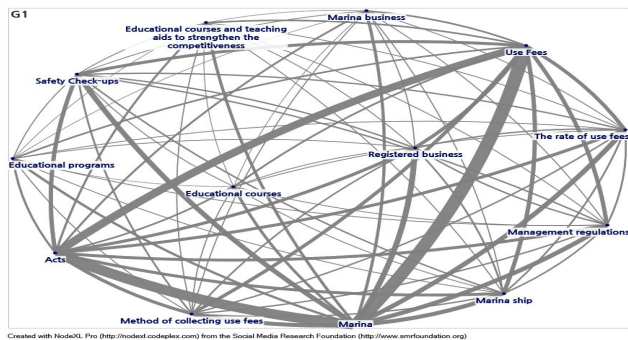 G1
Marina business
Educational courses and teaching
aids to strengthen the
competitiveness
Use Fees
Safety Check-ups
The rate of use fees
Registered business
Educational programs
Educational courses
Management regulations
Acts
Marina ship
Method of collecting use fees
Marina
Created with NodeXL Pro (http://nodexl.codeplex.com) from the Social Media Research Foundation (http://www.smrfoundation.org)